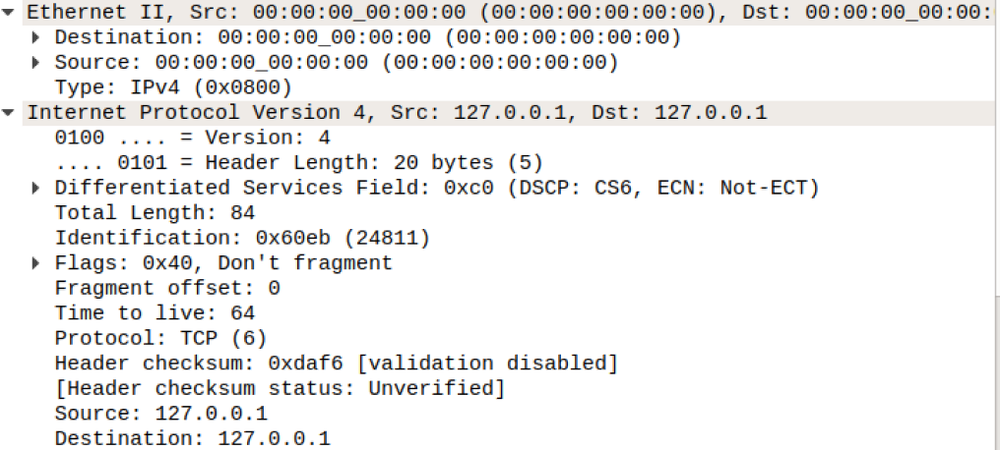 Ethernet II, Src: 00:00:00_00:00:00 (00:00:00:00:00:00), Dst: 00:00:00_00:00:
Destination: 00:00:00_00:00:00 (00:00:00:00:00:00)
Source: 00:00:00_00:00:00 (00:00:00:00:00:00)
Type: IPv4 (0x0800)
Internet Protocol Version 4, Src: 127.0.0.1, Dst: 127.0.0.1
0100 .... = Version: 4
.... 0101 = Header Length: 20 bytes (5)
Differentiated Services Field: 0xc0 (DSCP: CS6, ECN: Not-ECT)
Total Length: 84
Identification: 0x60eb (24811)
Flags: 0x40, Don't fragment
Fragment offset: 0
Time to live: 64
Protocol: TCP (6)
Header checksum: 0xdaf6 [validation disabled]
[Header checksum status: Unverified]
Source: 127.0.0.1
Destination: 127.0.0.1